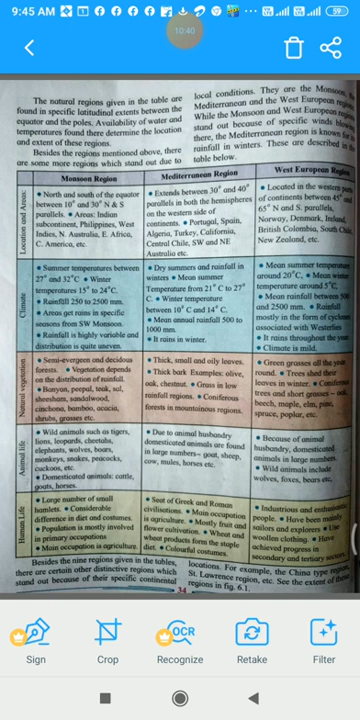 9:45 AM
59
10:40
The natural regions given in the table are
found in specific latitudinal extents between the
equator and the poles. Availability of water and
temperatures found there determine the location
and extent of these regions.
Besides the regions mentioned above, there
are some more regions which stand out due to
local conditions. They are the Monsoon,
Mediterranean and the West European
While the Monsoon and West European
stand out because of specific winds
there, the Mediterranean region is known for
rainfall in winters. These are described in
table below.
Monsoon Region
Mediterranean Region
West European Region
Location and Areas:
• North and south of the equator
between 10° and 30° N & S
parallels. • Areas: Indian
subcontinent, Philippines, West
Indies, N. Australia, E. Africa,
C. America, etc.
• Extends between 30° and 40°
parallels in both the hemispheres
on the western side of
continents. • Portugal, Spain,
Algeria, Turkey, California,
Central Chile, SW and NE
Australia etc.
• Located in the western
of continents between 45°
65° N and S. parallels,
Norway, Denmark, Ireland,
British Colombia, South
New Zealand, etc.
Climate
• Summer temperatures between
27° and 32°C • Winter
temperatures 15° to 24°C.
• Rainfall 250 to 2500 mm.
• Areas get rains in specific
seasons from SW Monsoon.
• Rainfall is highly variable and
distribution is quite uneven.
• Dry summers and rainfall in
winters • Mean summer
Temperature from 21° C to 27°
C. • Winter temperature
between 10° C and 14° C.
• Mean annual rainfall 500 to
1000 mm.
• It rains in winter.
• Mean summer temperature
around 20°C, • Mean winter
temperature around 5°C.
• Mean rainfall between 500
and 2500 mm. • Rainfall
mostly in the form of cyclones
associated with Westerlies
• It rains throughout the year
• Climate is mild.
Natural vegetation
• Semi-evergreen and decidous
forests. • Vegetation depends
on the distribution of rainfall.
• Banyan, peepal, teak, sal,
sheesham, sandalwood,
cinchona, bamboo, acacia,
shrubs, grasses etc.
• Thick, small and oily leaves.
• Thick bark Examples: olive,
oak, chestnut. • Grass in low
rainfall regions. • Coniferous
forests in mountainous regions.
• Green grasses all the year
round. • Trees shed their
leaves in winter. • Coniferous
trees and short grasses – oak,
beech, maple, elm, pine,
spruce, poplar, etc.
Animal life
• Wild animals such as tigers,
lions, leopards, cheetahs,
elephants, wolves, boars,
monkeys, snakes, peacocks,
cuckoos, etc.
• Domesticated animals: cattle,
goats, horses.
• Due to animal husbandry
domesticated animals are found
in large numbers– goat, sheep,
cow, mules, horses etc.
• Because of animal
husbandry, domesticated
animals in large numbers.
• Wild animals include
wolves, foxes, bears etc.
Human Life
• Large number of small
hamlets. • Considerable
difference in diet and costumes.
• Population is mostly involved
in primary occupations
• Main occupation is agriculture.
• Seat of Greek and Roman
civilisations. • Main occupation
is agriculture. • Mostly fruit and
flower cultivation. • Wheat and
wheat products form the staple
diet. • Colourful costumes.
• Industrious and enthusiastic
people. • Have been mainly
sailors and explorers • Use
woollen clothing. • Have
achieved progress in
secondary and tertiary sectors.
Besides the nine regions given in the tables,
there are certain other distinctive regions which
stand out because of their specific continental
locations. For example, the China type region,
St. Lawrence region, etc. See the extent of these
regions in fig. 6.1.
34
Sign
Crop
OCR
Recognize
Retake
Filter